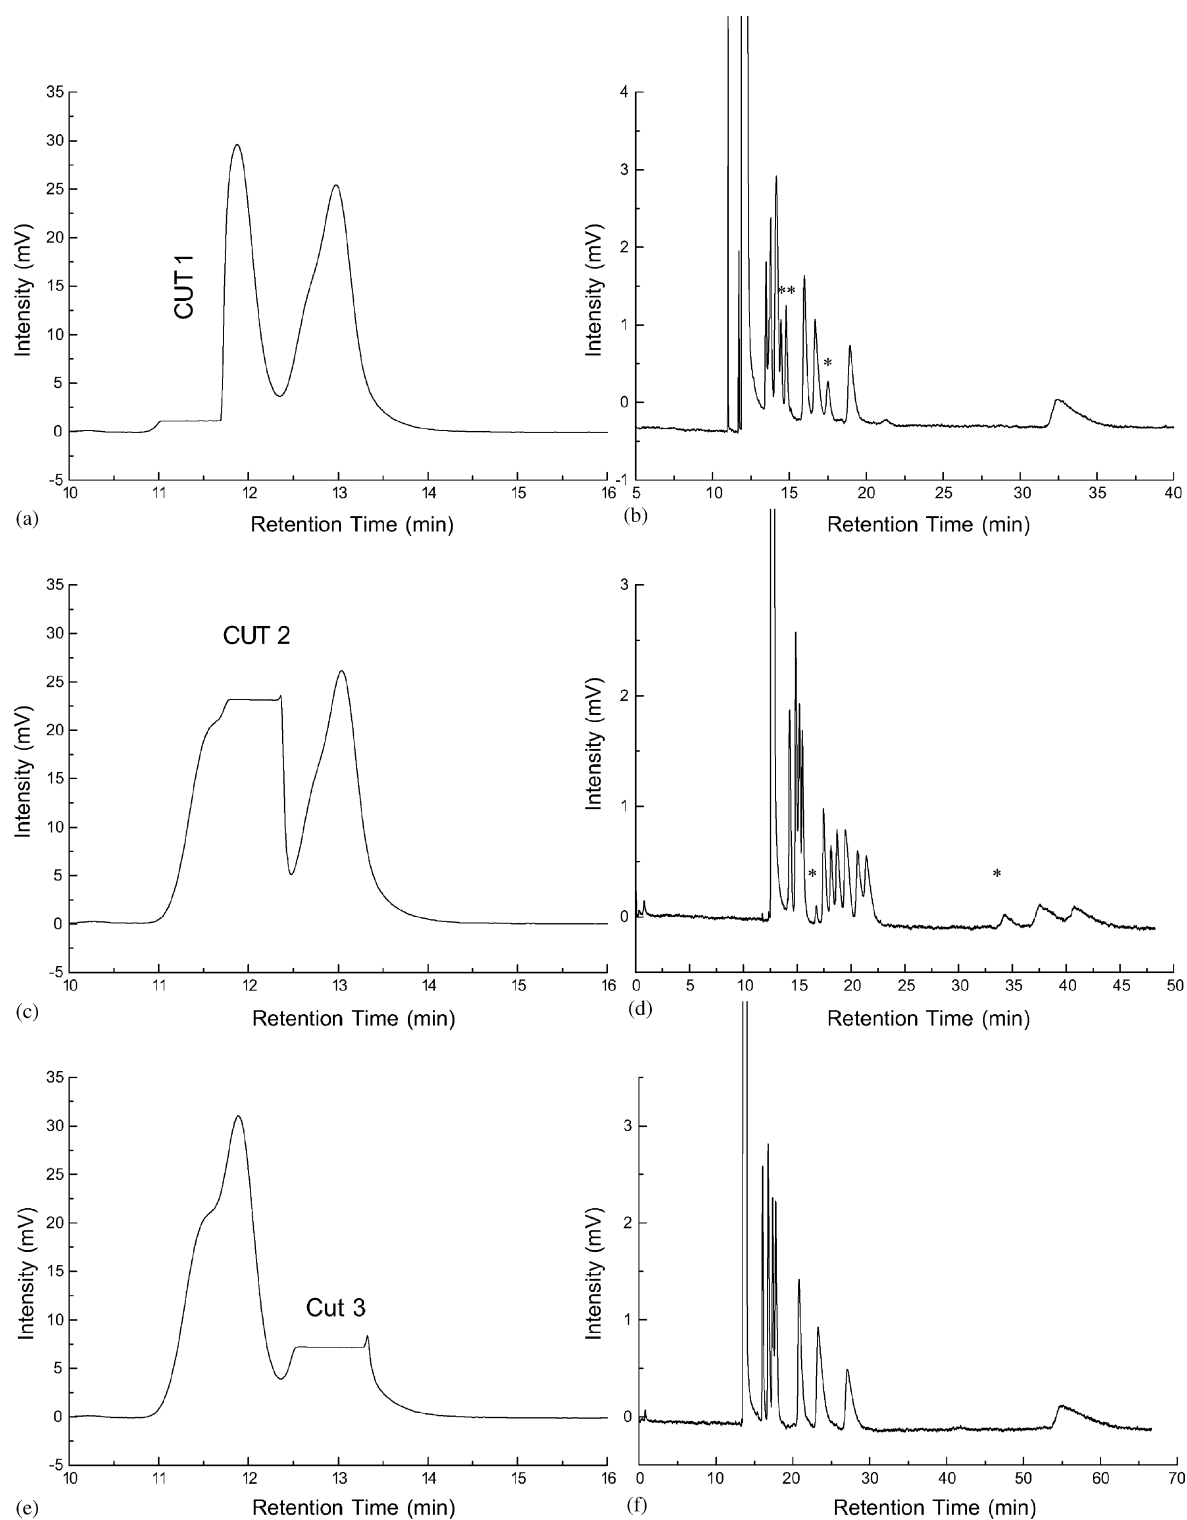 35
30
25
20
15
10
5
0
-5
Intensity (mV)
CUT 1
10 11 12 13 14 15 16
Retention Time (min)
(a)
4
3
2
1
0
-1
Intensity (mV)
**
*
5 10 15 20 25 30 35 40
Retention Time (min)
(b)
35
30
25
20
15
10
5
0
-5
Intensity (mV)
CUT 2
10 11 12 13 14 15 16
Retention Time (min)
(c)
3
2
1
0
Intensity (mV)
* *
0 5 10 15 20 25 30 35 40 45 50
Retention Time (min)
(d)
35
30
25
20
15
10
5
0
-5
Intensity (mV)
Cut 3
10 11 12 13 14 15 16
Retention Time (min)
(e)
3
2
1
0
Intensity (mV)
0 10 20 30 40 50 60 70
Retention Time (min)
(f)